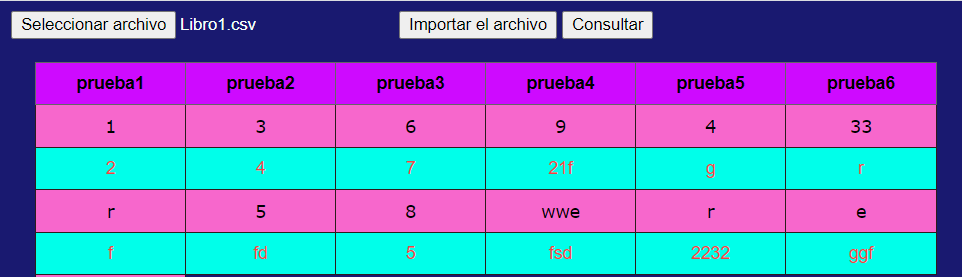 Seleccionar archivo Libro1.csv Importar el archivo Consultar
prueba1 prueba2 prueba3 prueba4 prueba5 prueba6
1 3 6 9 4 33
2 4 7 21f g r
r 5 8 wwe r e
f fd 5 fsd 2232 ggf